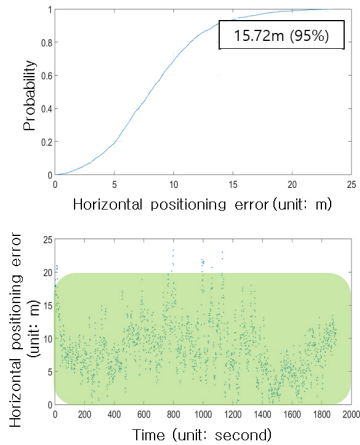 1
0.8
0.6
0.4
0.2
0
Probability
15.72m (95%)
0 5 10 15 20 25
Horizontal positioning error (unit: m)
25
20
15
10
5
0
Horizontal positioning error
(unit: m)
0 200 400 600 800 1000 1200 1400 1600 1800 2000
Time (unit: second)